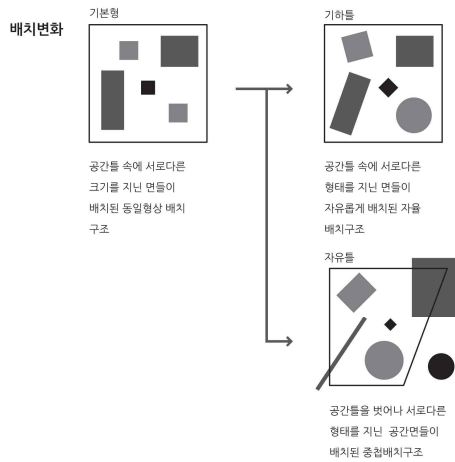 배치변화
기본형
공간틀 속에 서로다른
크기를 지닌 면들이
배치된 동일형상 배치
구조
기하틀
공간틀 속에 서로다른
형태를 지닌 면들이
자유롭게 배치된 자율
배치구조
자유틀
공간틀을 벗어나 서로다른
형태를 지닌 공간면들이
배치된 중첩배치구조